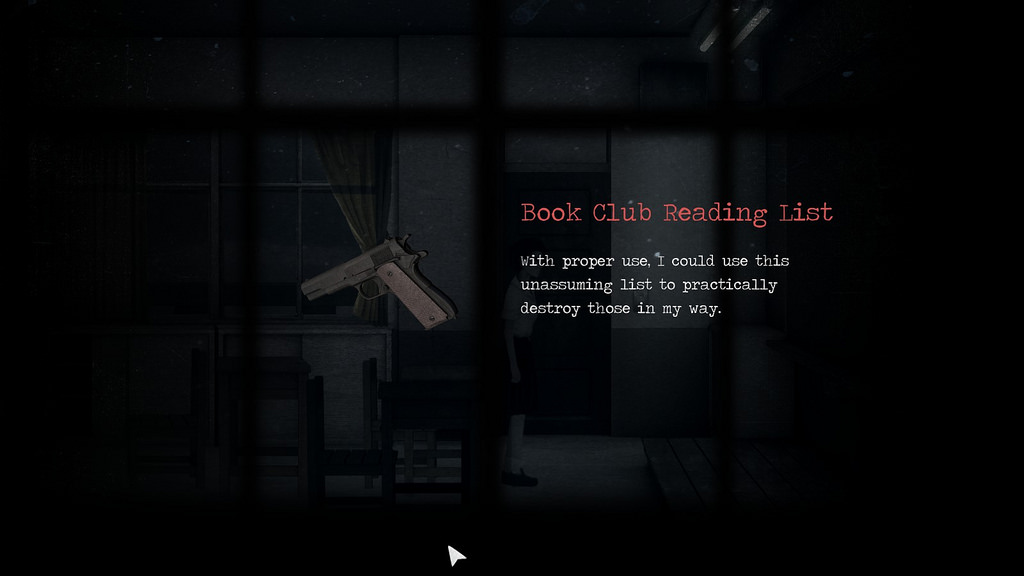 Book Club Reading List
With proper use, I could use this
unassuming list to practically
destroy those in my way.